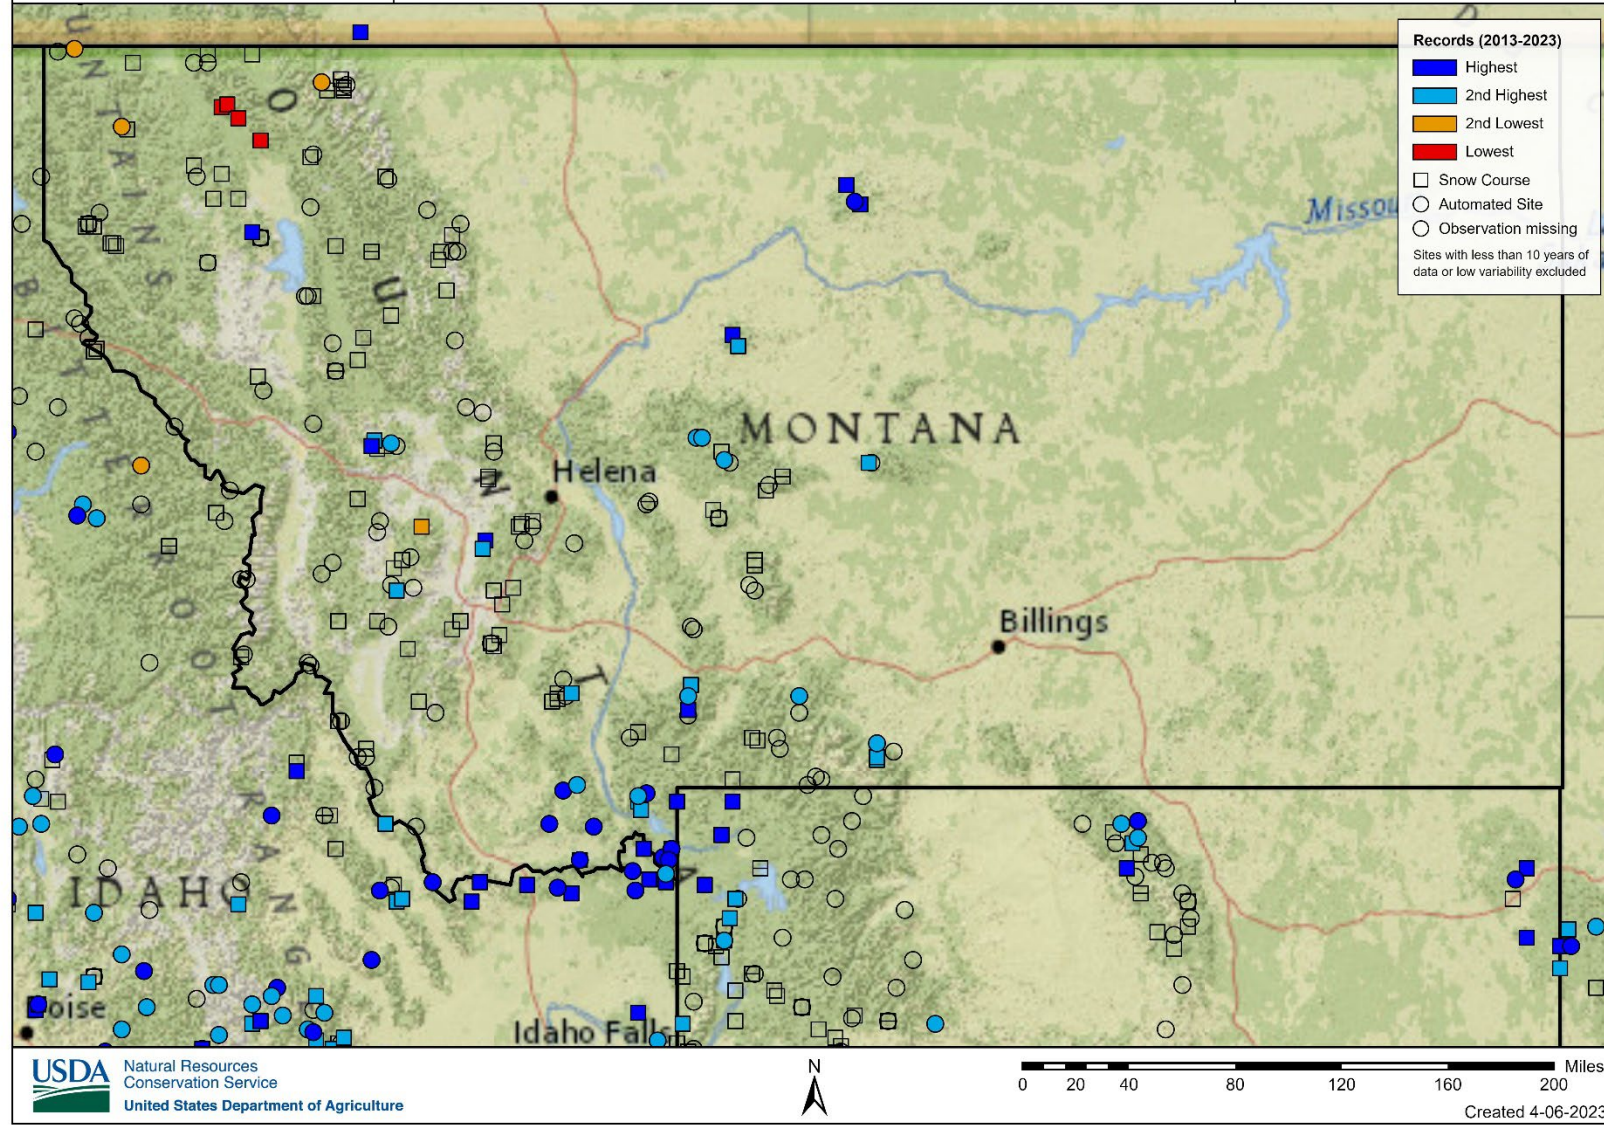 Records (2013-2023)
Highest
2nd Highest
2nd Lowest
Lowest
Snow Course
Automated Site
Observation missing
Sites with less than 10 years of
data or low variability excluded
Missou
MONTANA
Helena
Billings
IDAHO
Boise
Idaho Falls
USDA
Natural Resources
Conservation Service
United States Department of Agriculture
N
Miles
0 20 40 80 120 160 200
Created 4-06-2023